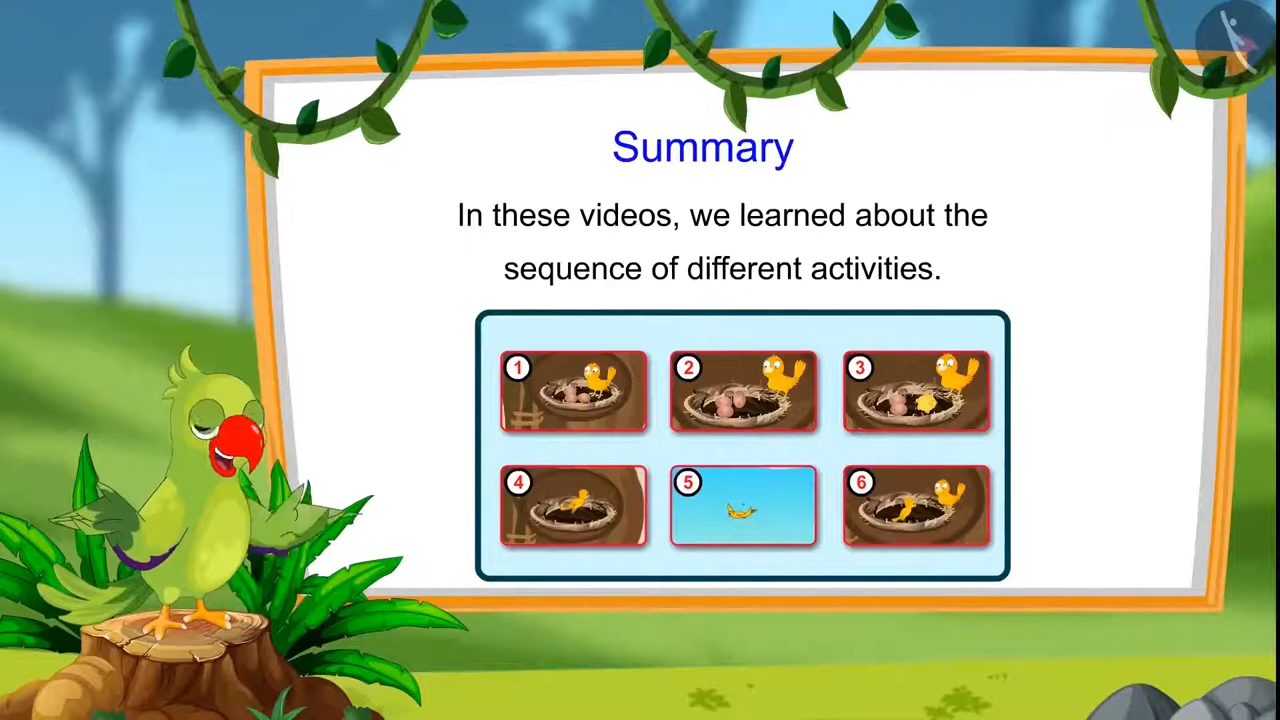 Summary
In these videos, we learned about the
sequence of different activities.
1 2 3
4 5 6